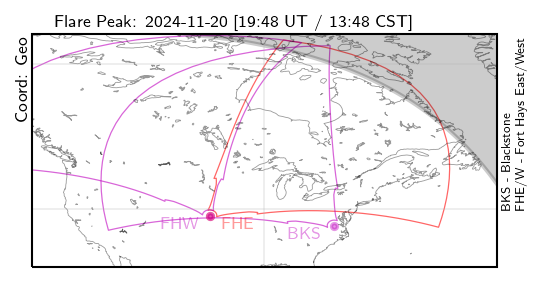 Flare Peak: 2024-11-20 [19:48 UT / 13:48 CST]
Coord: Geo
FHW
FHE
BKS
BKS - Blackstone
FHE/W - Fort Hays East/West